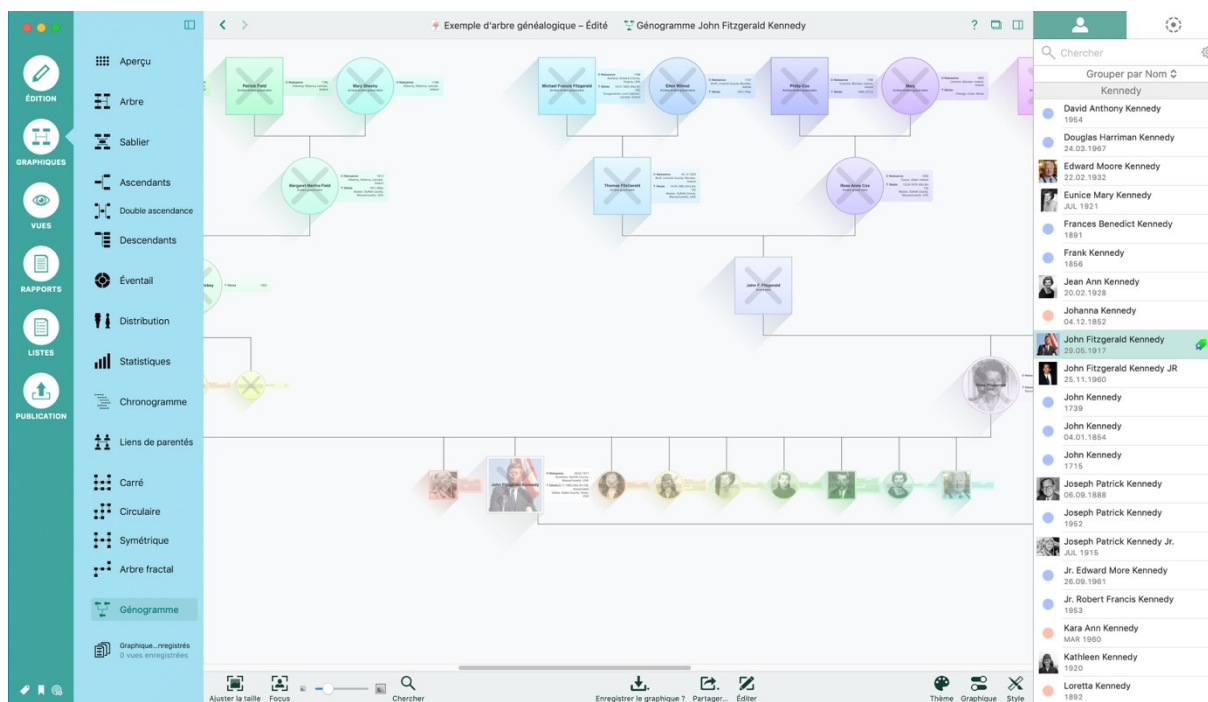 Exemple d'arbre généalogique – Édité
Génogramme John Fitzgerald Kennedy
?
ÉDITION
GRAPHIQUES
VUES
RAPPORTS
LISTES
PUBLICATION
Aperçu
Arbre
Sablier
Ascendants
Double ascendance
Descendants
Éventail
Distribution
Statistiques
Chronogramme
Liens de parentés
Carré
Circulaire
Symétrique
Arbre fractal
Génogramme
Graphique...nregistrés
0 vues enregistrées
Patrick Field
Mary Sheehy
Michael Francis Fitzgerald
Ellen Wilmot
Philip Cox
Mary
Margaret Martha Field
Thomas FitzGerald
Rose Anna Cox
John F. Fitzgerald
Rose Fitzgerald
John Fitzgerald Kennedy
Ajuster la taille
Focus
Chercher
Enregistrer le graphique ?
Partager...
Éditer
Thème
Graphique
Style
Chercher
Grouper par Nom
Kennedy
David Anthony Kennedy
1954
Douglas Harriman Kennedy
24.03.1967
Edward Moore Kennedy
22.02.1932
Eunice Mary Kennedy
JUL 1921
Frances Benedict Kennedy
1891
Frank Kennedy
1856
Jean Ann Kennedy
20.02.1928
Johanna Kennedy
04.12.1852
John Fitzgerald Kennedy
29.05.1917
John Fitzgerald Kennedy JR
25.11.1960
John Kennedy
1739
John Kennedy
04.01.1854
John Kennedy
1715
Joseph Patrick Kennedy
06.09.1888
Joseph Patrick Kennedy
1952
Joseph Patrick Kennedy Jr.
JUL 1915
Jr. Edward More Kennedy
26.09.1961
Jr. Robert Francis Kennedy
1953
Kara Ann Kennedy
MAR 1960
Kathleen Kennedy
1920
Loretta Kennedy
1892